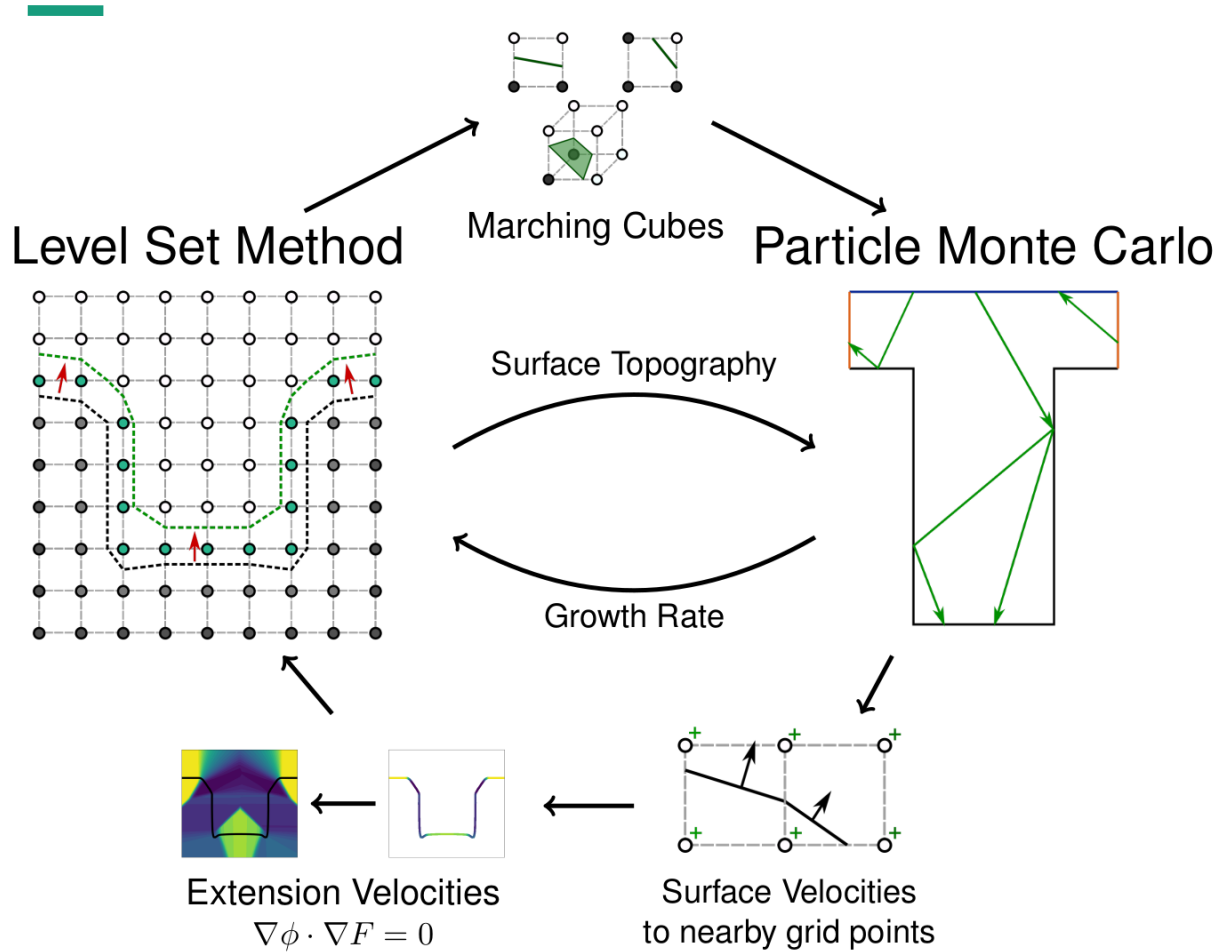 Marching Cubes
Level Set Method
Particle Monte Carlo
Surface Topography
Growth Rate
+ + +
+ + +
Extension Velocities
∇ϕ · ∇F = 0
Surface Velocities
to nearby grid points